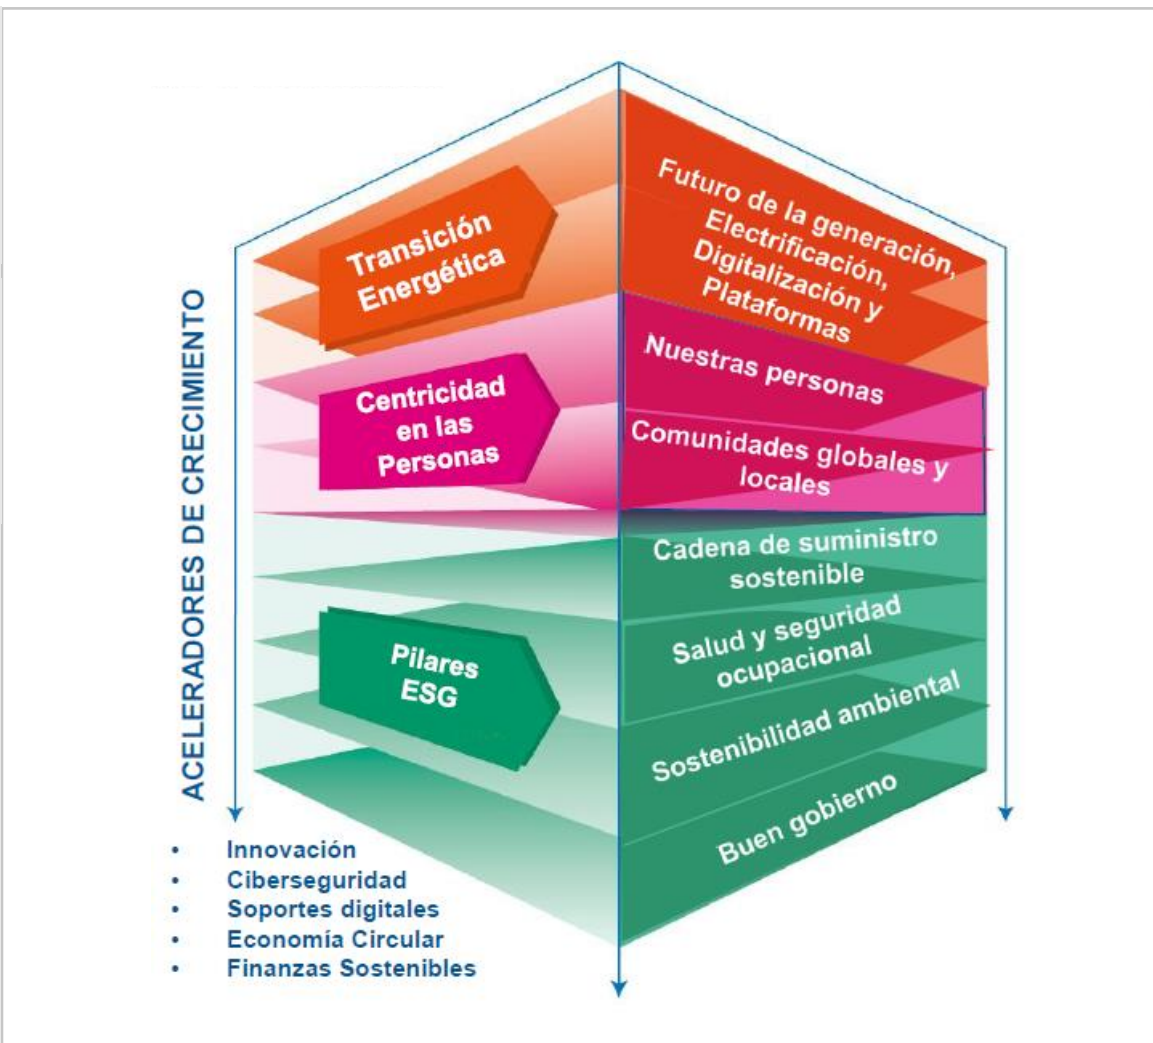 Futuro de la generación,
Electrificación,
Digitalización y
Plataformas
Transición
Energética
Nuestras personas
Centricidad
en las
Personas
Comunidades globales y
locales
Cadena de suministro
sostenible
Salud y seguridad
ocupacional
Pilares
ESG
Sostenibilidad ambiental
Buen gobierno
ACELERADORES DE CRECIMIENTO
• Innovación
• Ciberseguridad
• Soportes digitales
• Economía Circular
• Finanzas Sostenibles